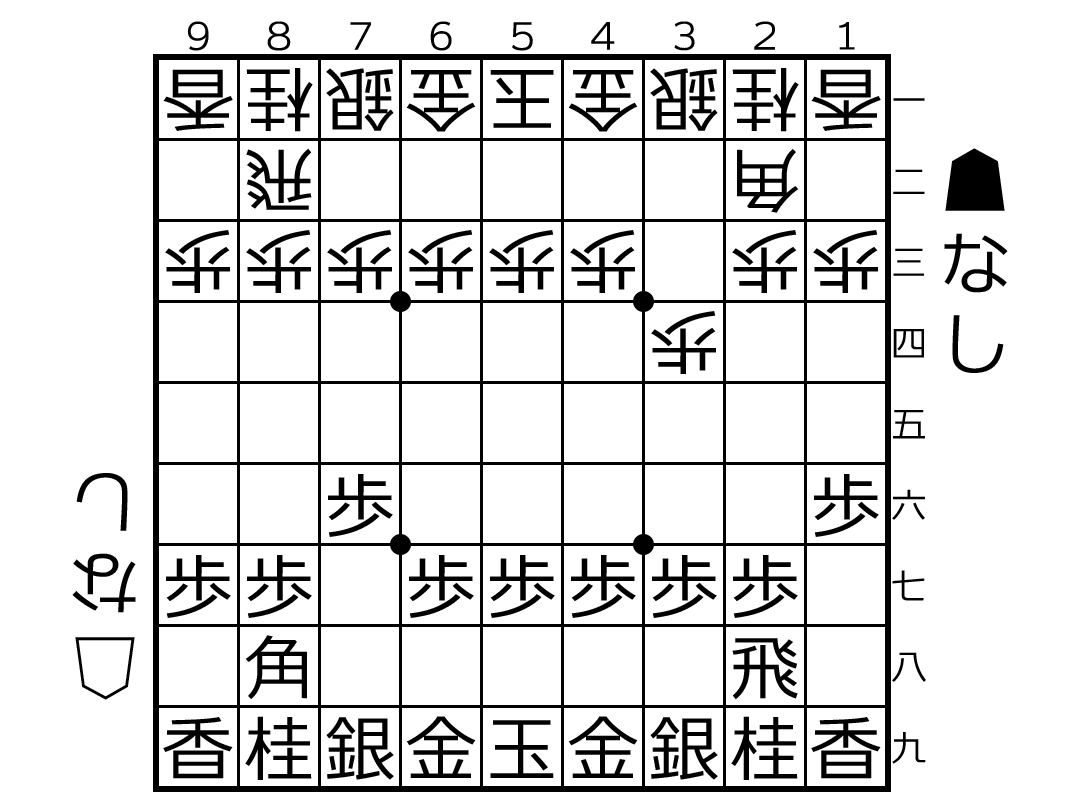 9 8 7 6 5 4 3 2 1
香 桂 銀 金 王 金 銀 桂 香 一
飛 角 二
歩 歩 歩 歩 歩 歩 歩 歩 三
歩 四
五
歩 歩 六
歩 歩 歩 歩 歩 歩 歩 七
角 飛 八
香 桂 銀 金 玉 金 銀 桂 香 九
なし
なし